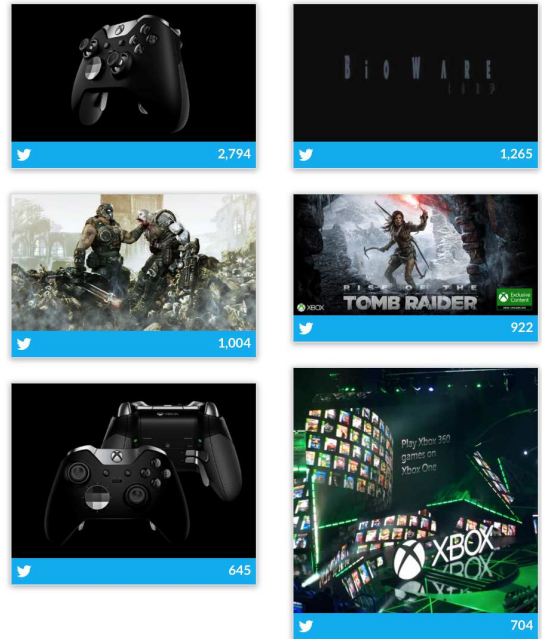 2,794
BiOWARE
CORP
1,265
1,004
RISE OF THE
TOMB RAIDER
XBOX
Exclusive
Content
922
645
Play Xbox 360
games on
Xbox One
XBOX
704